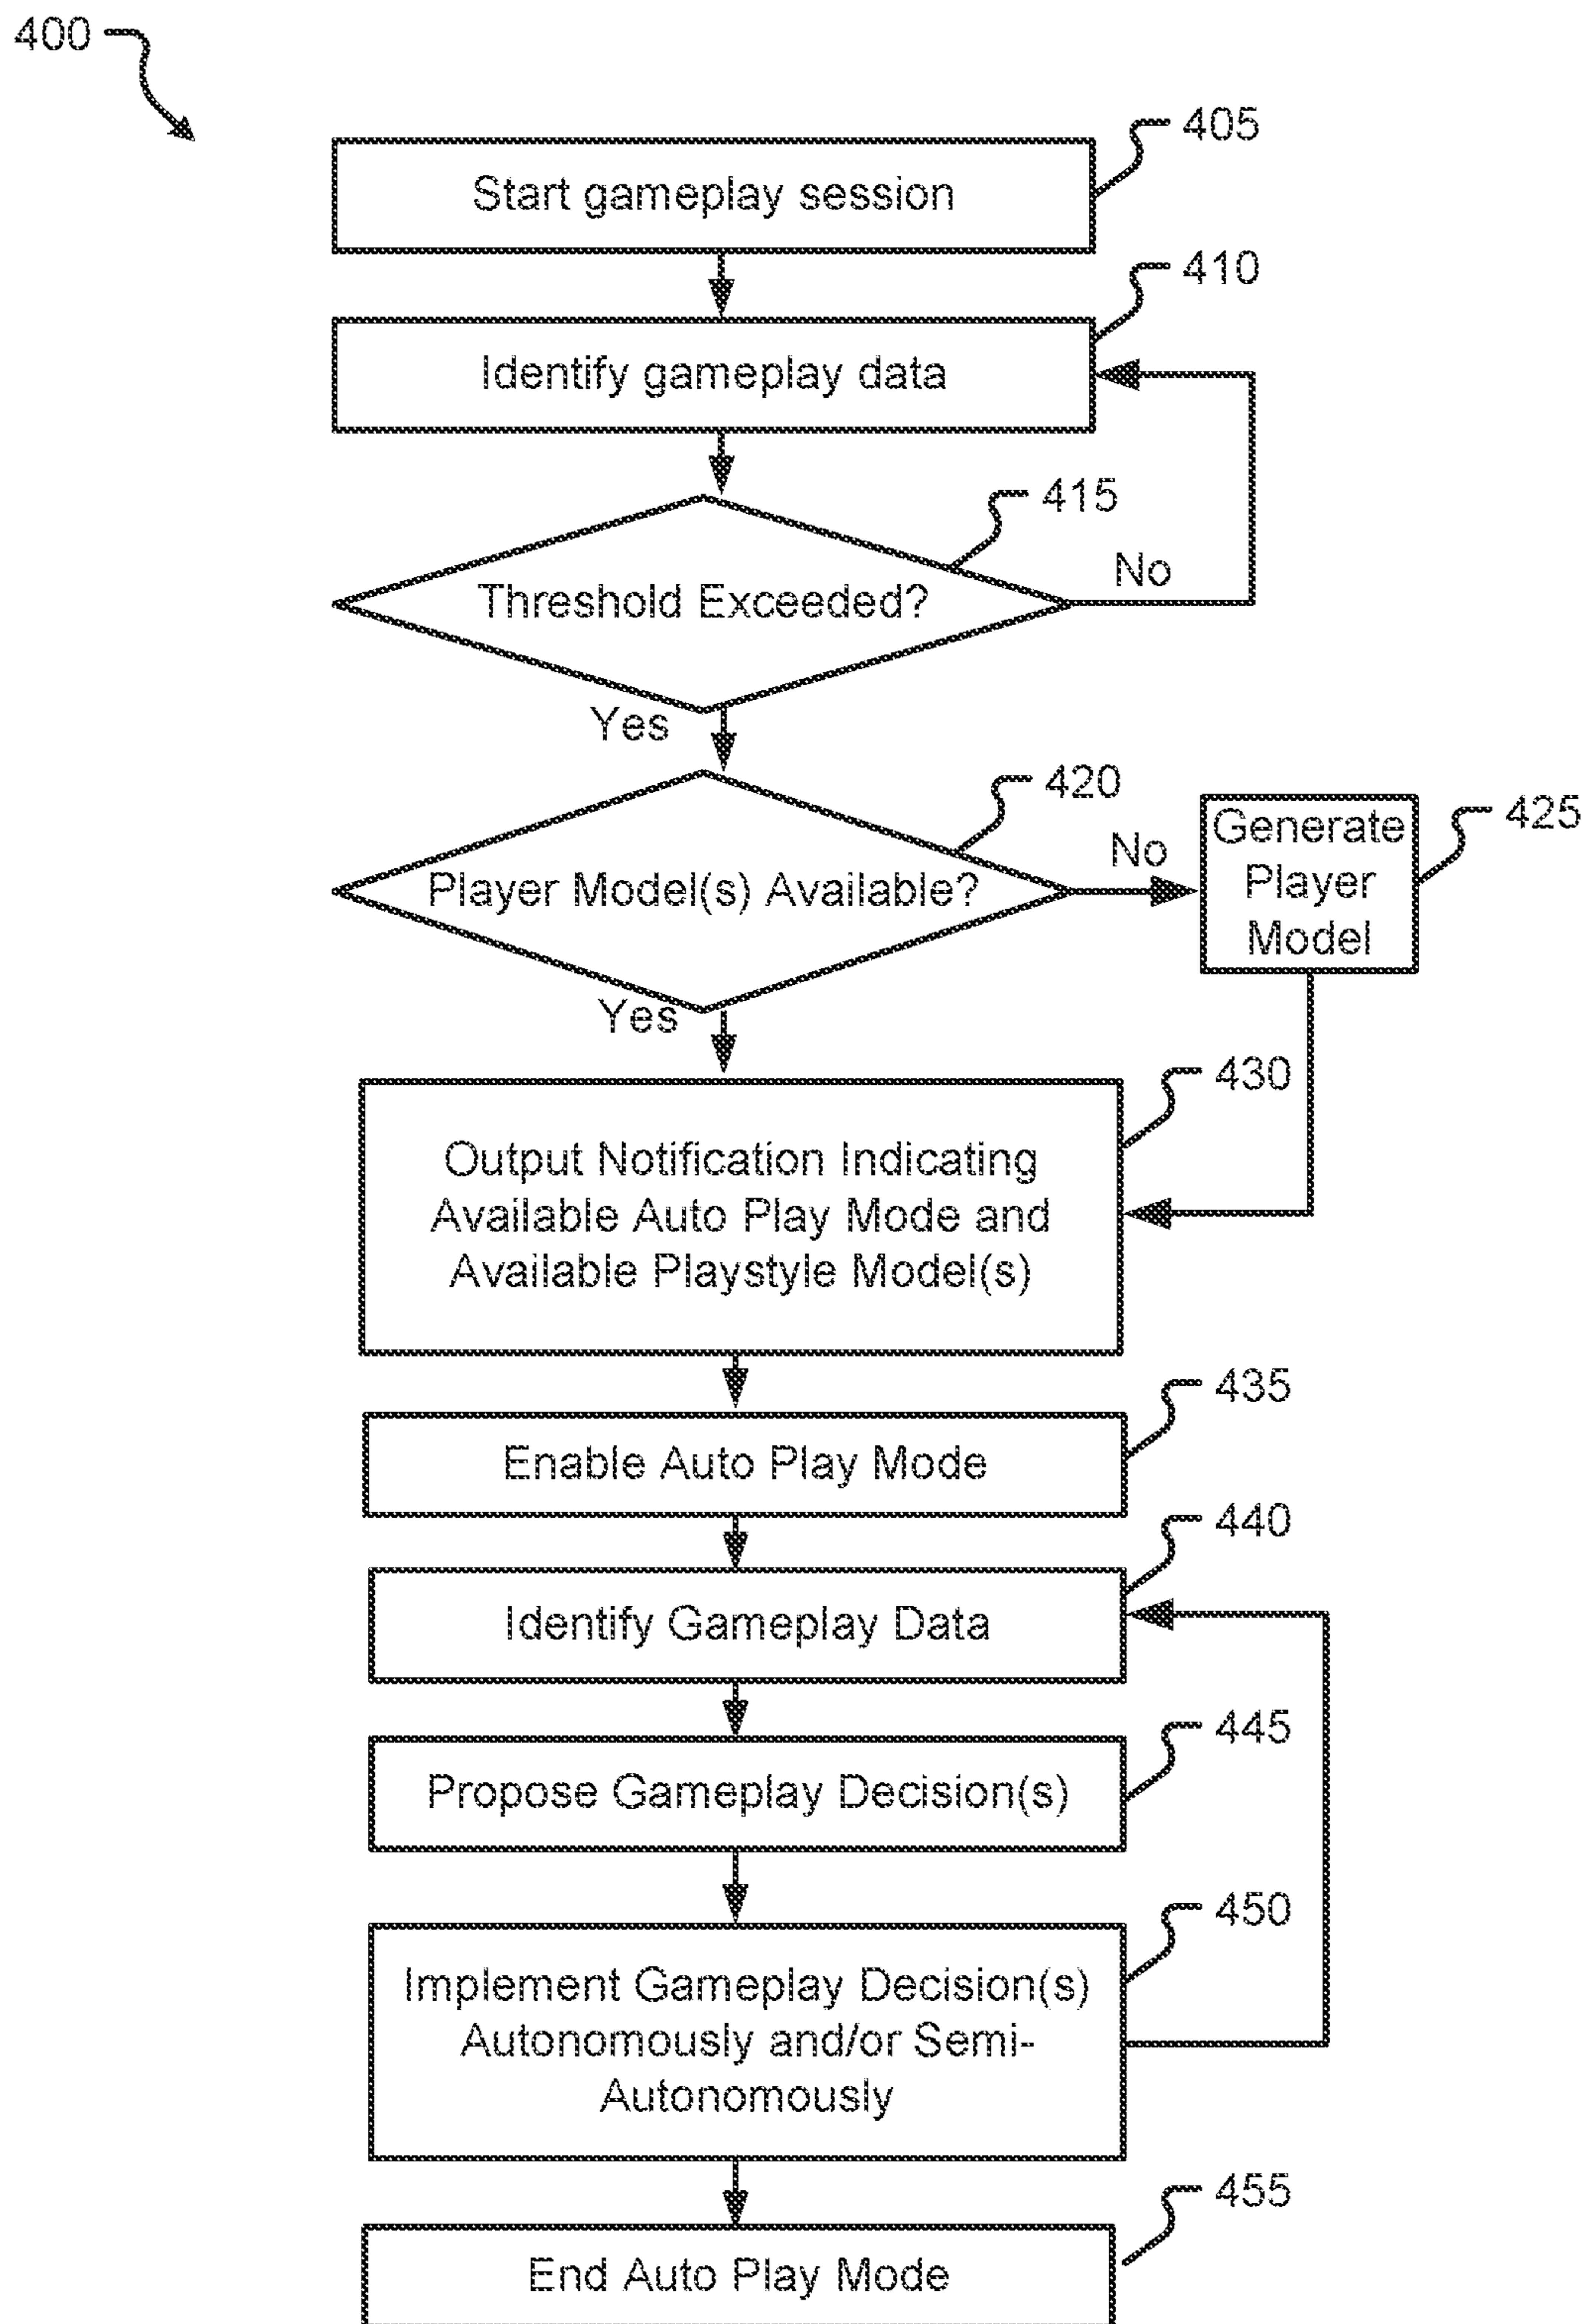 400
405
Start gameplay session
410
Identify gameplay data
415
Threshold Exceeded?
No
Yes
420
Player Model(s) Available?
No
425
Generate
Player
Model
Yes
430
Output Notification Indicating
Available Auto Play Mode and
Available Playstyle Model(s)
435
Enable Auto Play Mode
440
Identify Gameplay Data
445
Propose Gameplay Decision(s)
450
Implement Gameplay Decision(s)
Autonomously and/or Semi-
Autonomously
455
End Auto Play Mode